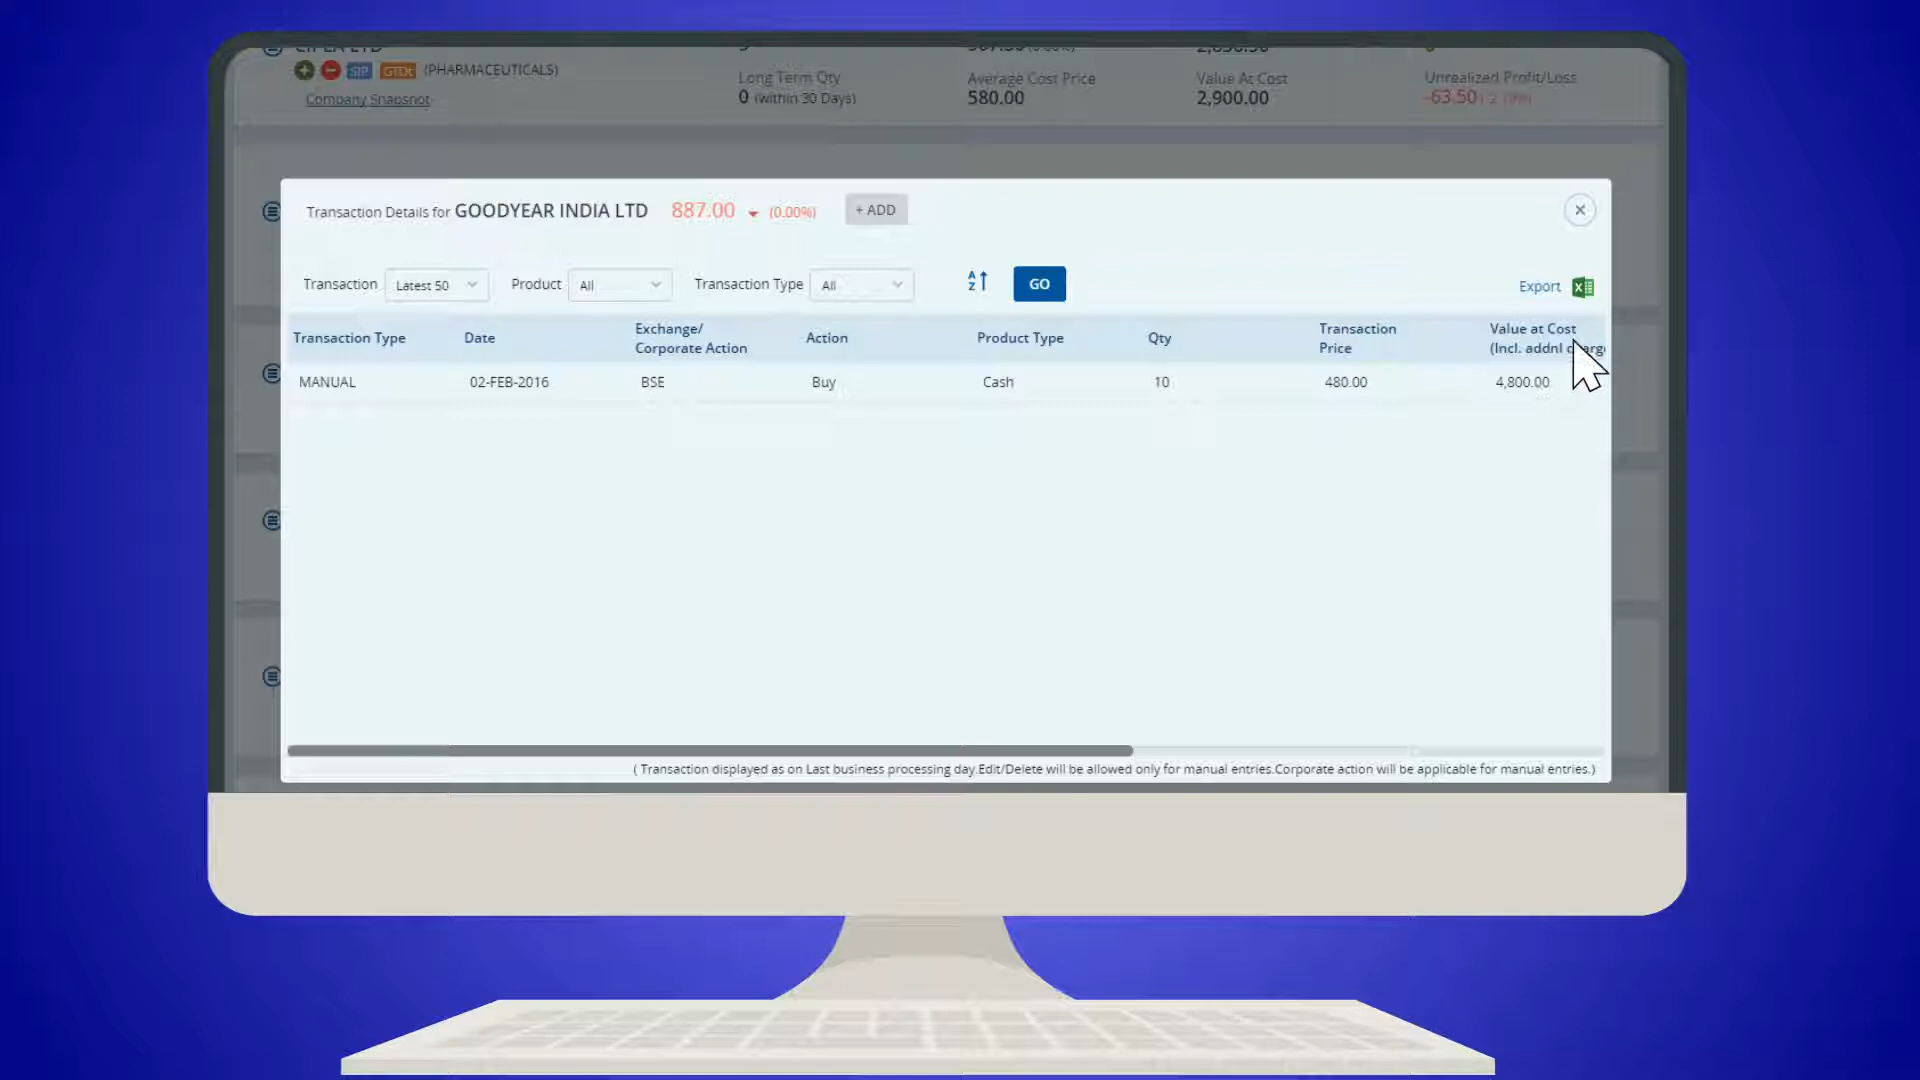 CIPLA LTD
SIP GTDt (PHARMACEUTICALS)
Company Snapsnot
Long Term Qty
0 (within 30 Days)
Average Cost Price
580.00
Value At Cost
2,900.00
Unrealized Profit/Loss
-63.50
Transaction Details for GOODYEAR INDIA LTD 887.00 (0.00%) + ADD
Transaction Latest 50 Product All Transaction Type All A Z GO Export
Transaction Type Date Exchange/ Corporate Action Action Product Type Qty Transaction Price Value at Cost (Incl. addnl
MANUAL 02-FEB-2016 BSE Buy Cash 10 480.00 4,800.00
( Transaction displayed as on Last business processing day.Edit/Delete will be allowed only for manual entries.Corporate action will be applicable for manual entries.)